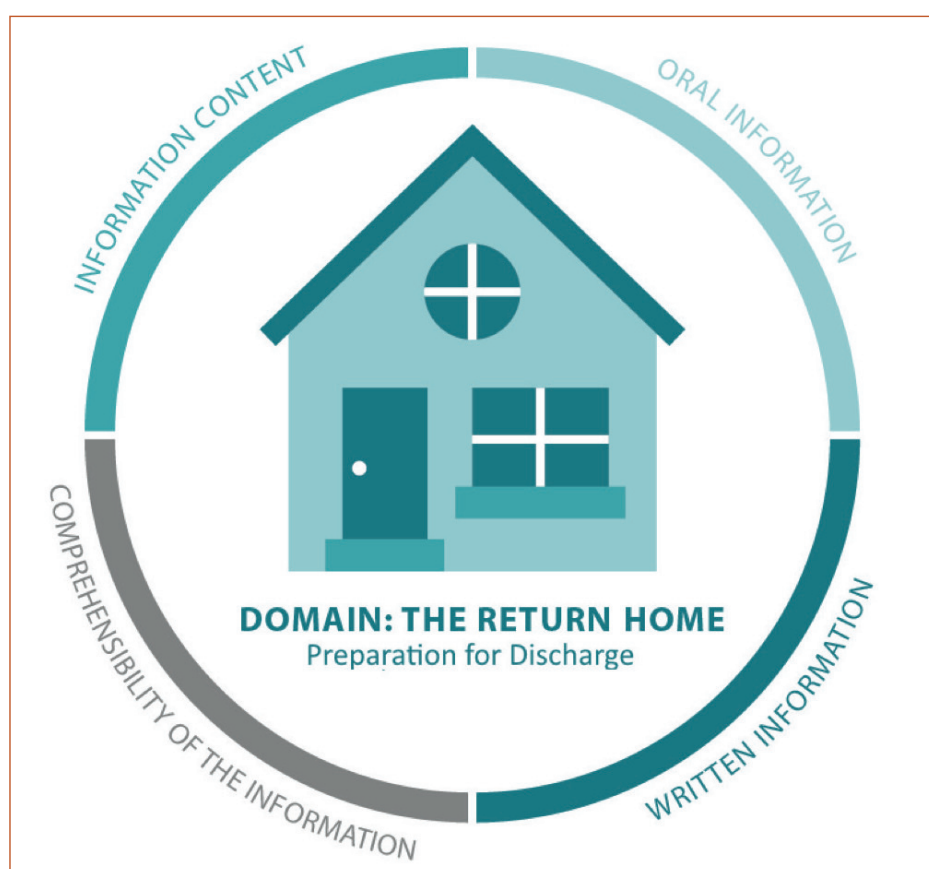 INFORMATION CONTENT
ORAL INFORMATION
DOMAIN: THE RETURN HOME
Preparation for Discharge
COMPREHENSIBILITY OF THE INFORMATION
WRITTEN INFORMATION